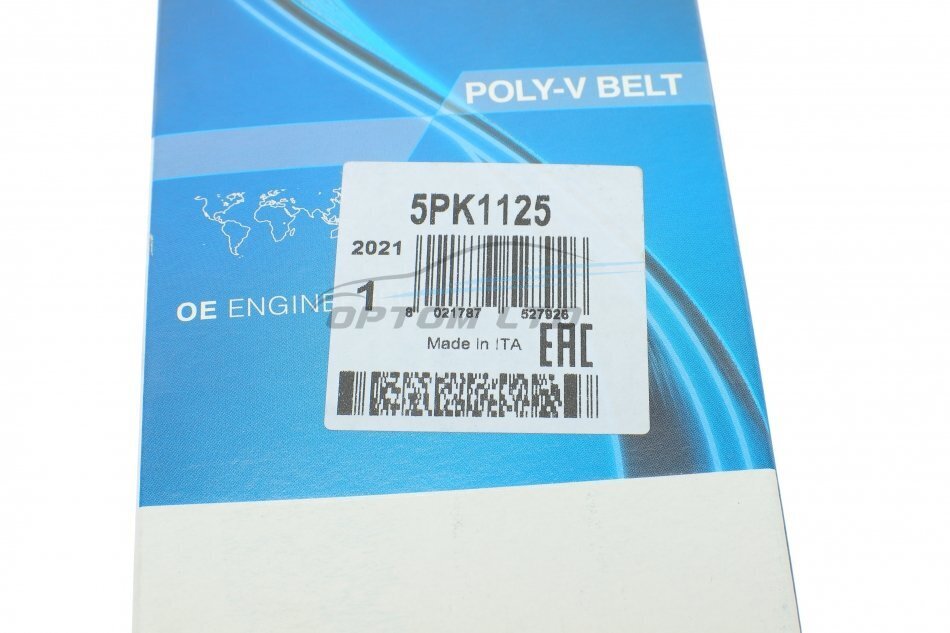 POLY-V BELT
5PK1125
2021
1
8 021787 527926
OE ENGINE
OPTOM LTD
Made in ITA
EAC